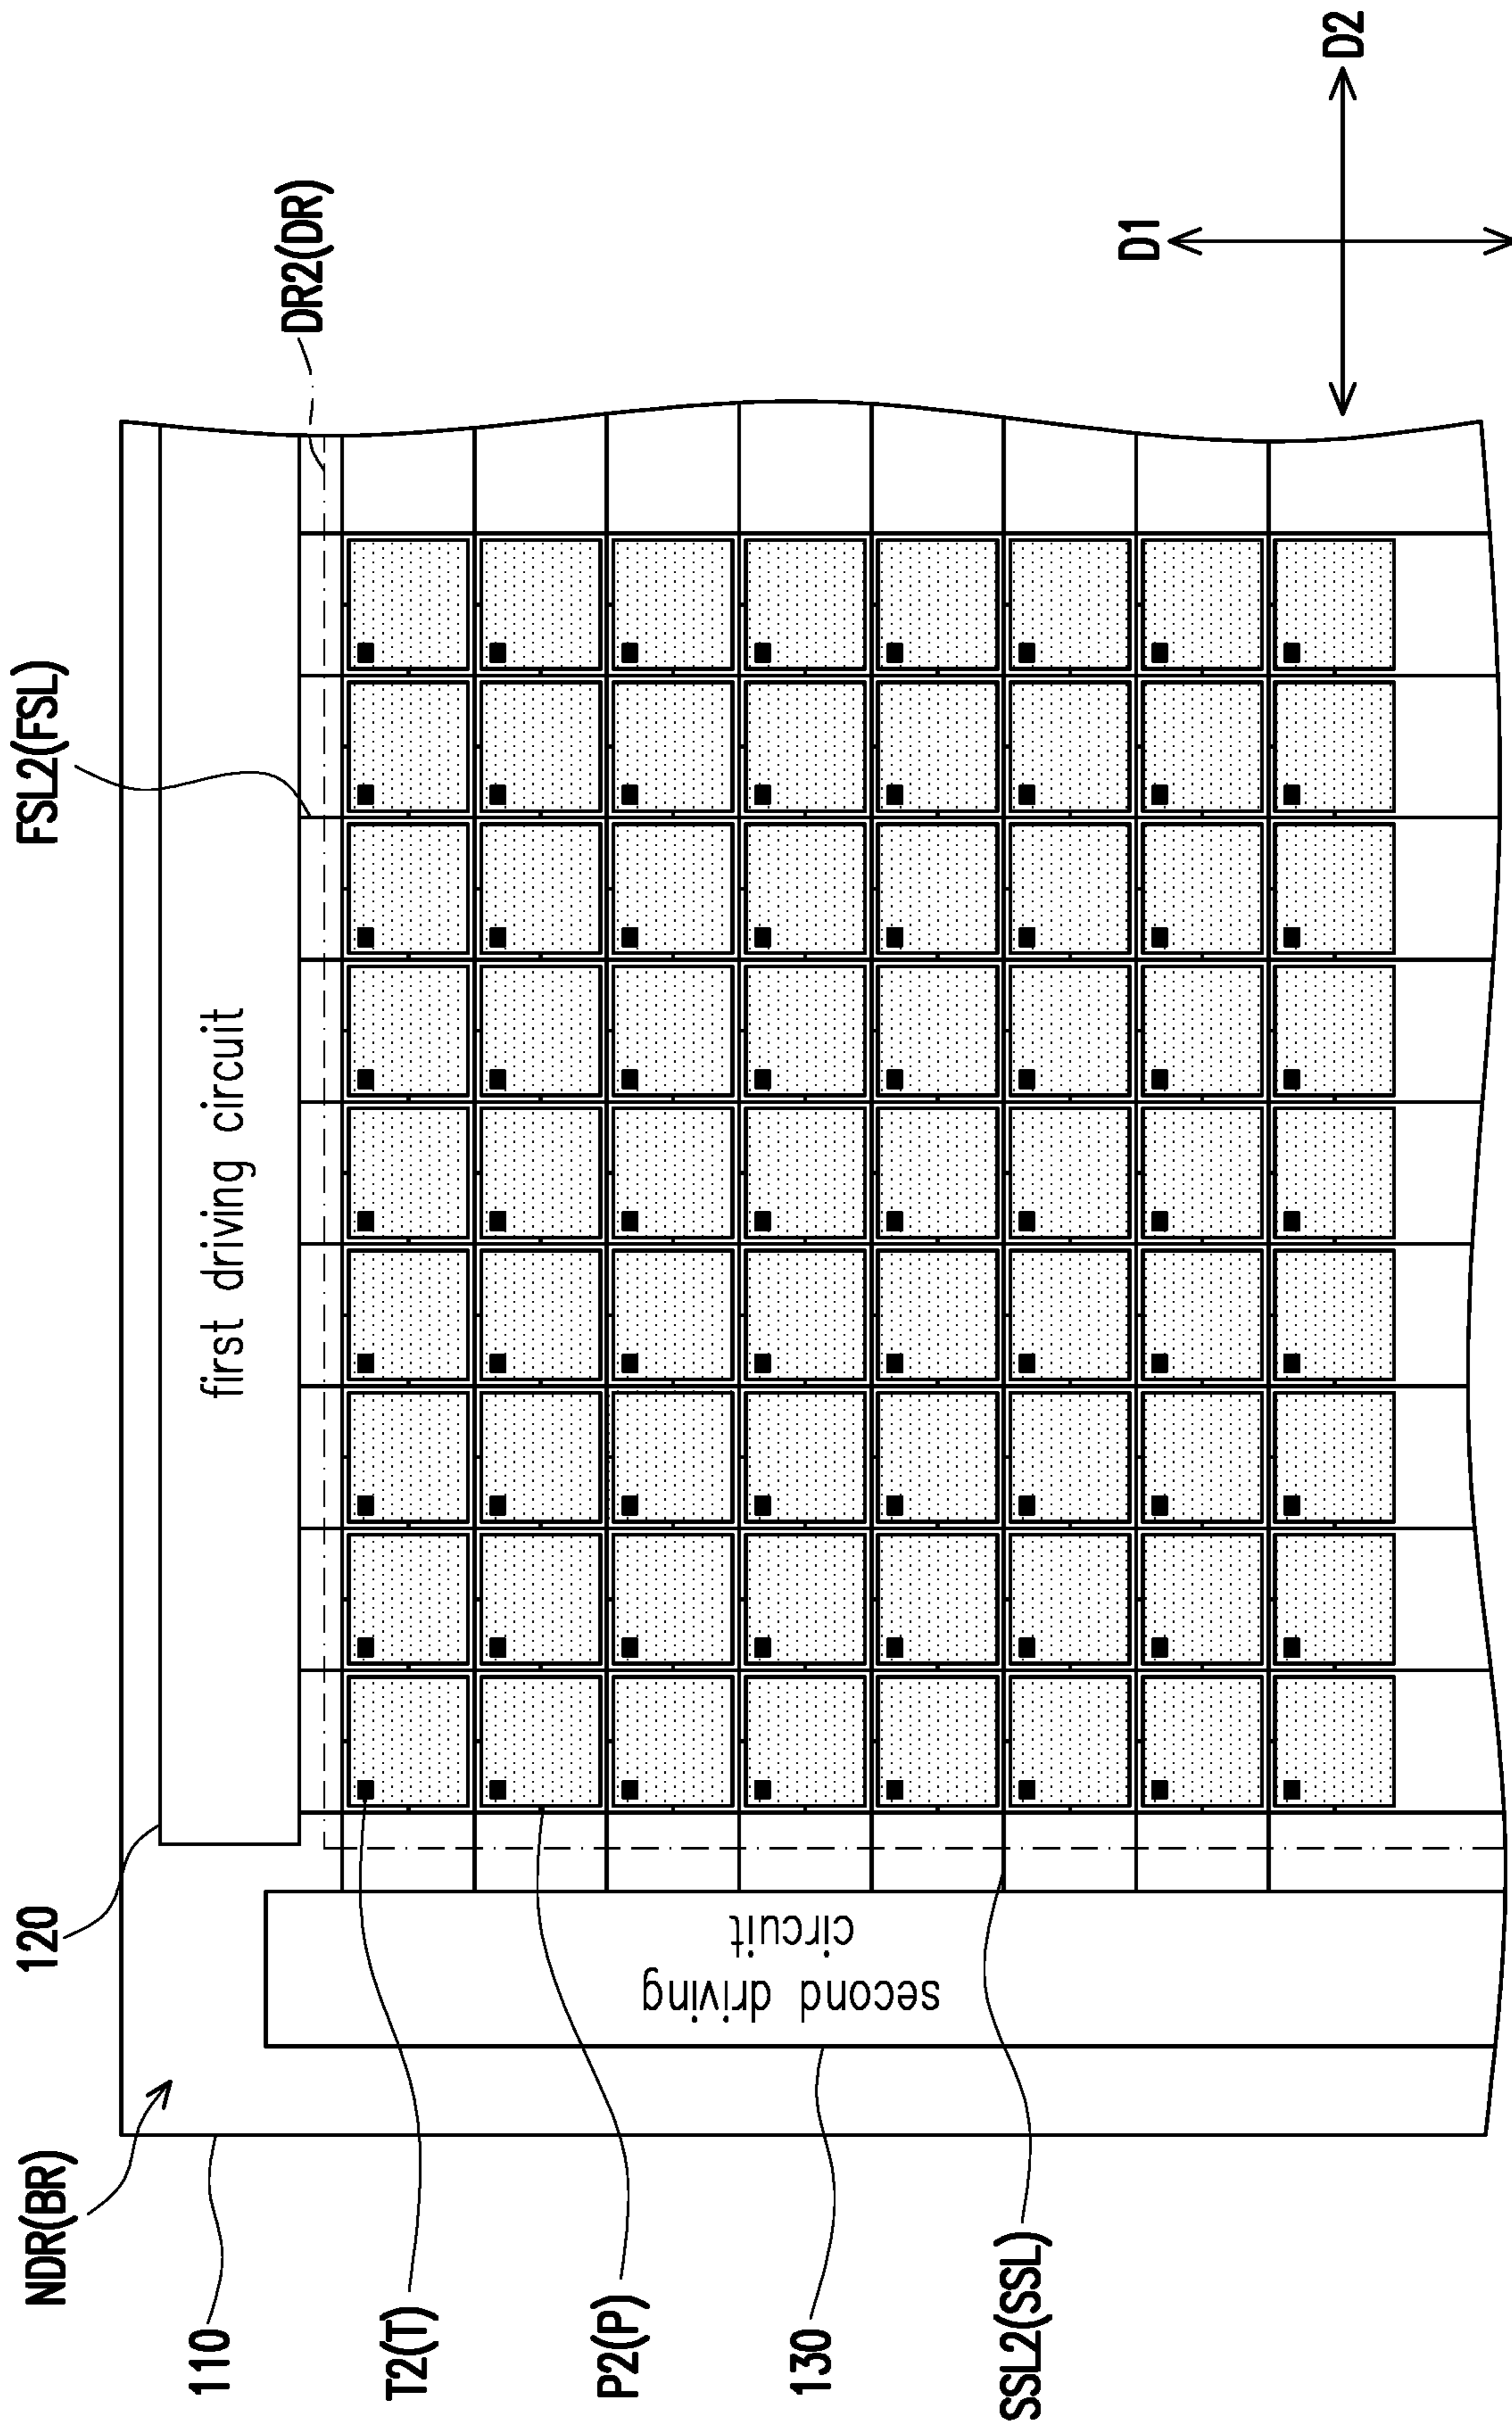 NDR(BR)
120
FSL2(FSL)
110
first driving circuit
DR2(DR)
T2(T)
P2(P)
second driving
circuit
130
SSL2(SSL)
D1
D2